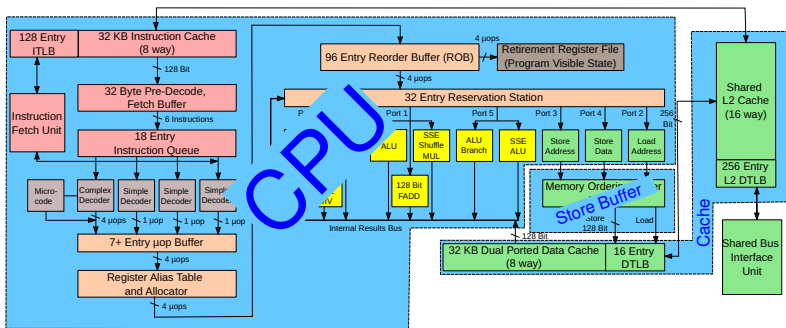 128 Entry
ITLB
32 KB Instruction Cache
(8 way)
128 Bit
32 Byte Pre-Decode,
Fetch Buffer
Instruction
Fetch Unit
6 Instructions
18 Entry
Instruction Queue
Micro-
code
Complex
Decoder
Simple
Decoder
Simple
Decoder
Simple
Decoder
4 µops
1 µop
1 µop
1 µop
7+ Entry µop Buffer
4 µops
Register Alias Table
and Allocator
4 µops
96 Entry Reorder Buffer (ROB)
4 µops
Retirement Register File
(Program Visible State)
4 µops
32 Entry Reservation Station
Port 1
Port 5
Port 3
Port 4
Port 2
256
Bit
ALU
SSE
Shuffle
MUL
ALU
Branch
SSE
ALU
Store
Address
Store
Data
Load
Address
128 Bit
FADD
CPU
Internal Results Bus
Memory Ordering
Store Buffer
Store
128 Bit
Load
128 Bit
32 KB Dual Ported Data Cache
(8 way)
16 Entry
DTLB
Cache
Shared
L2 Cache
(16 way)
256 Entry
L2 DTLB
Shared Bus
Interface
Unit